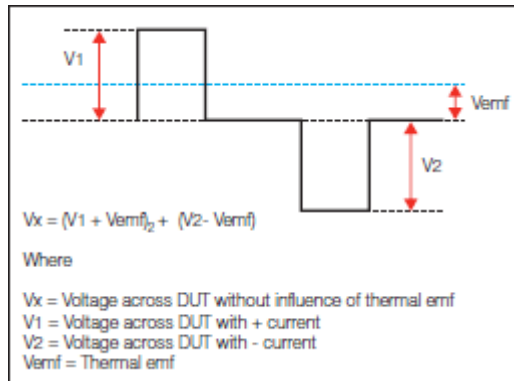 V1
Vemf
V2
Vx = (V1 + Vemf)2 + (V2- Vemf)
Where
Vx = Voltage across DUT without influence of thermal emf
V1 = Voltage across DUT with + current
V2 = Voltage across DUT with - current
Vemf = Thermal emf